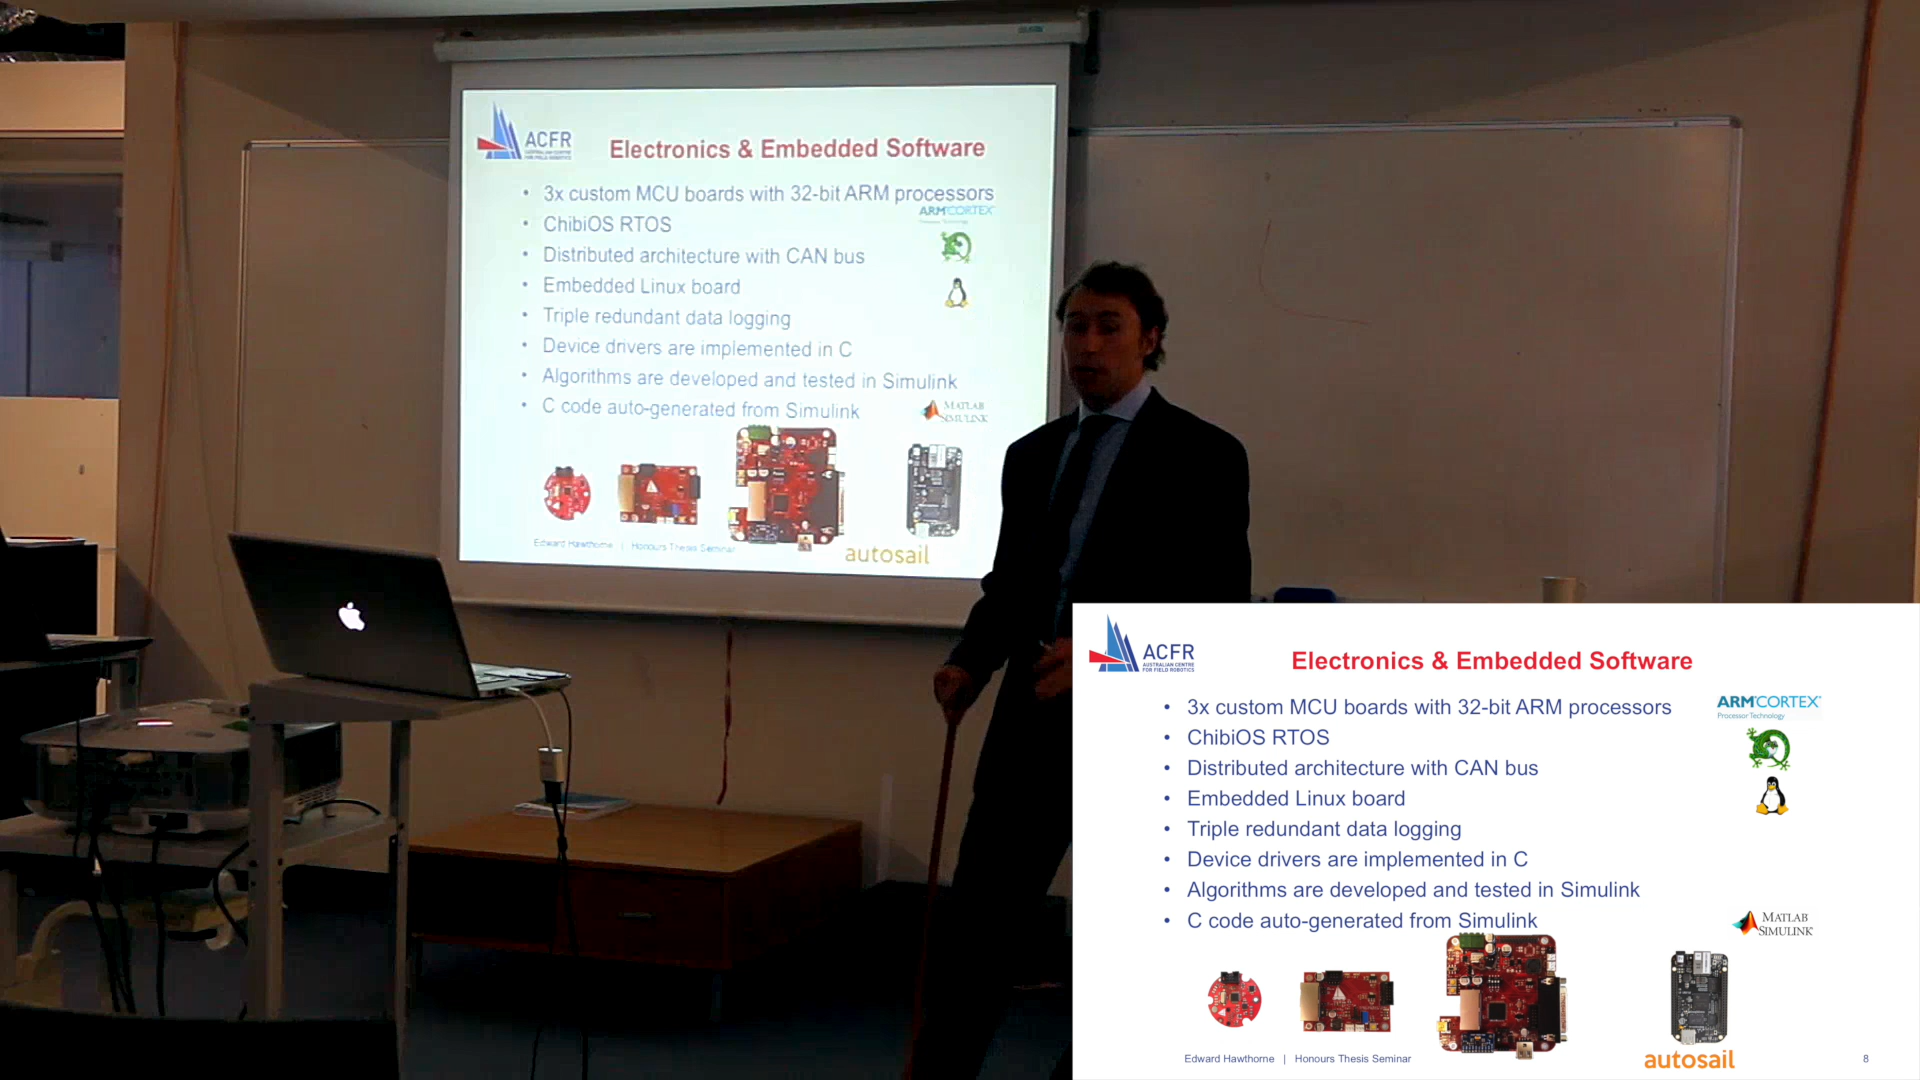 ACFR
AUSTRALIAN CENTRE
FOR FIELD ROBOTICS
Electronics & Embedded Software
• 3x custom MCU boards with 32-bit ARM processors
ARM CORTEX
Processor Technology
• ChibiOS RTOS
• Distributed architecture with CAN bus
• Embedded Linux board
• Triple redundant data logging
• Device drivers are implemented in C
• Algorithms are developed and tested in Simulink
• C code auto-generated from Simulink
MATLAB
SIMULINK
Edward Hawthorne | Honours Thesis Seminar
autosail
ACFR
AUSTRALIAN CENTRE
FOR FIELD ROBOTICS
Electronics & Embedded Software
• 3x custom MCU boards with 32-bit ARM processors
ARM®CORTEX®
Processor Technology
• ChibiOS RTOS
• Distributed architecture with CAN bus
• Embedded Linux board
• Triple redundant data logging
• Device drivers are implemented in C
• Algorithms are developed and tested in Simulink
• C code auto-generated from Simulink
MATLAB
SIMULINK
Edward Hawthorne | Honours Thesis Seminar
autosail
8